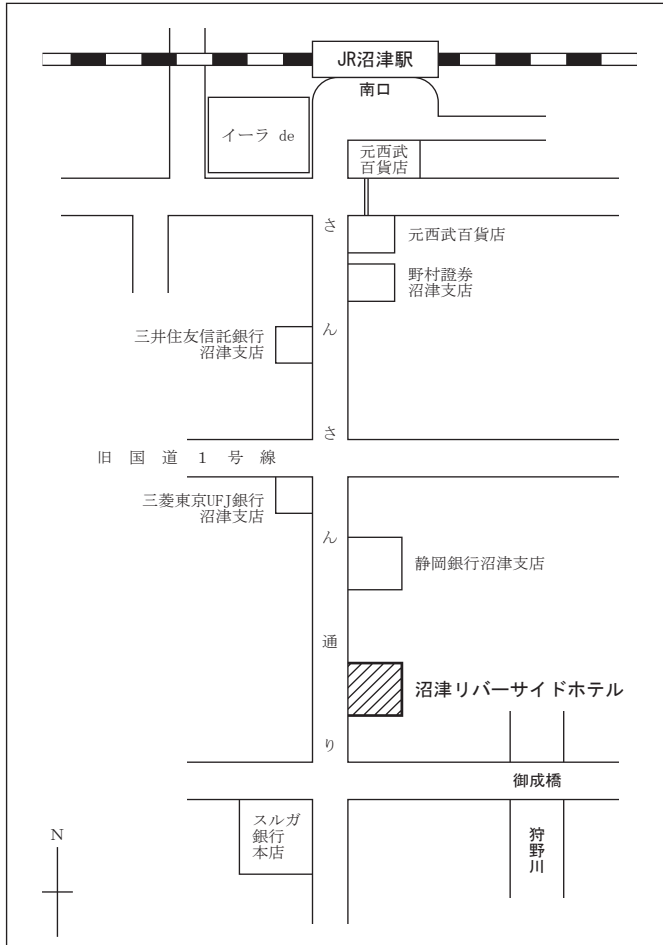 JR沼津駅
南口
イーラ de
元西武
百貨店
元西武百貨店
野村證券
沼津支店
三井住友信託銀行
沼津支店
さんさん通り
旧国道1号線
三菱東京UFJ銀行
沼津支店
静岡銀行沼津支店
沼津リバーサイドホテル
御成橋
スルガ
銀行
本店
狩野川
N